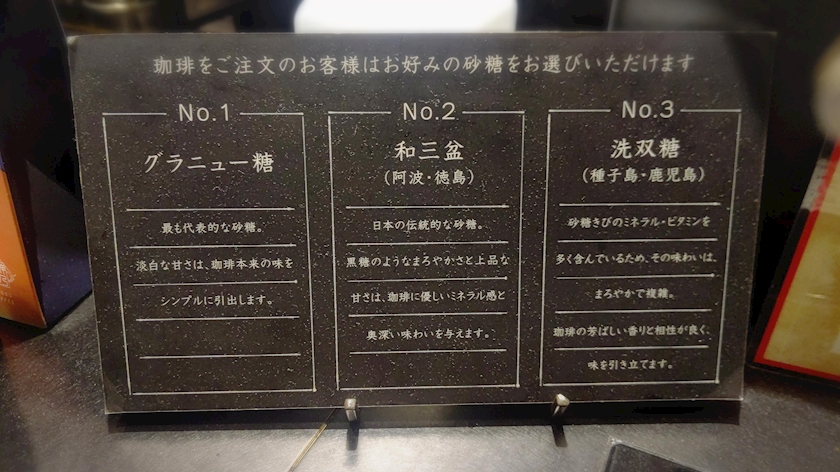 珈琲をご注文のお客様はお好みの砂糖をお選びいただけます
No.1
グラニュー糖
最も代表的な砂糖。
淡白な甘さは、珈琲本来の味を
シンプルに引出します。
No.2
和三盆
(阿波・徳島)
日本の伝統的な砂糖。
黒糖のようなまろやかさと上品な
甘さは、珈琲に優しいミネラル感と
奥深い味わいを与えます。
No.3
洗双糖
(種子島・鹿児島)
砂糖きびのミネラル・ビタミンを
多く含んでいるため、その味わいは、
まろやかで複雑。
珈琲の芳ばしい香りと相性が良く、
味を引き立てます。